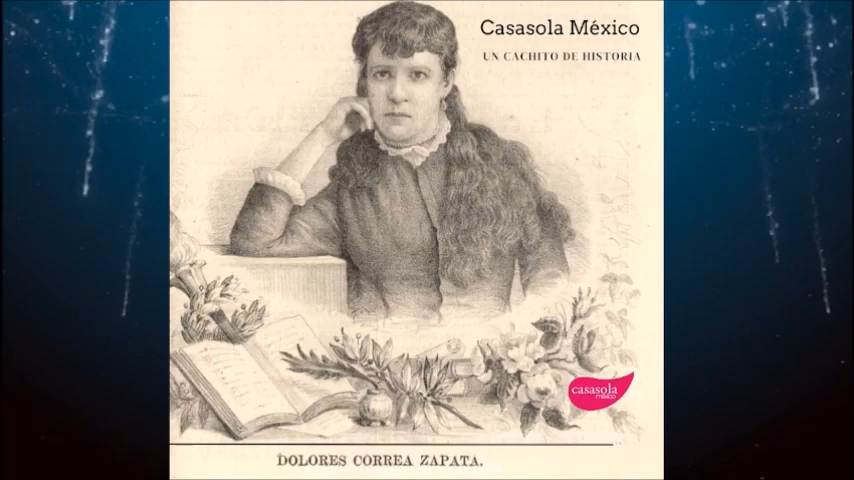 Casasola México
UN CACHITO DE HISTORIA
casasola
méxico
DOLORES CORREA ZAPATA.